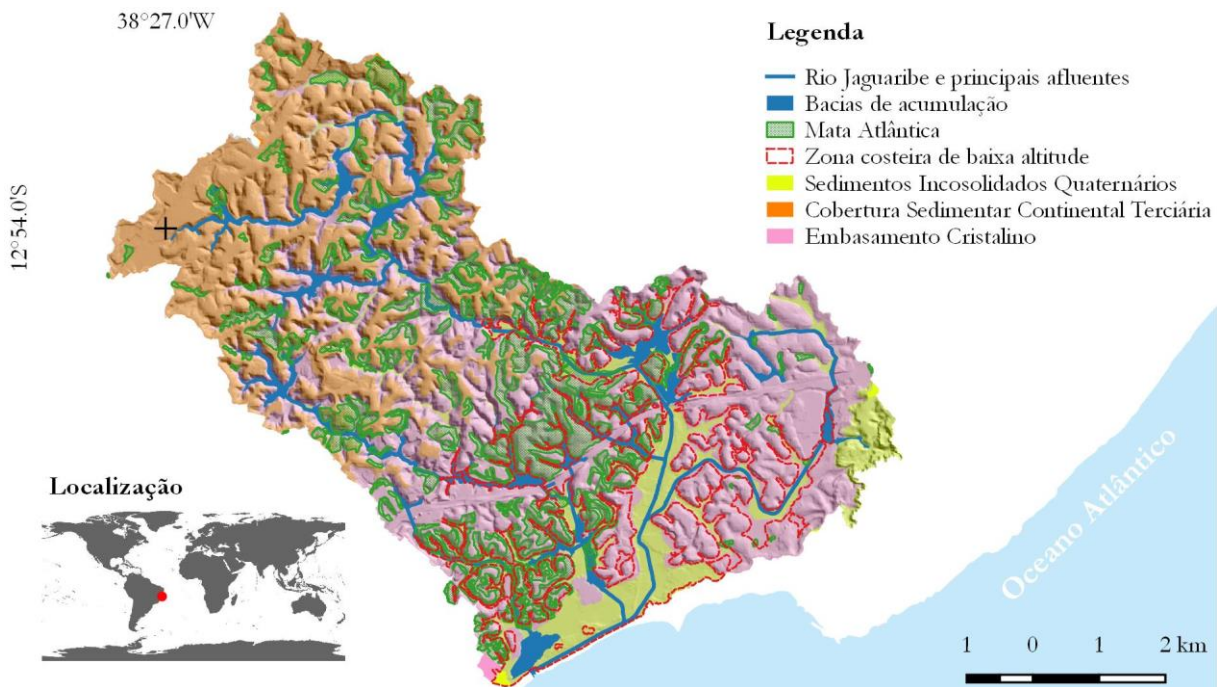 38°27.0'W
12°54.0'S
Legenda
Rio Jaguaribe e principais afluentes
Bacias de acumulação
Mata Atlântica
Zona costeira de baixa altitude
Sedimentos Incosolidados Quaternários
Cobertura Sedimentar Continental Terciária
Embasamento Cristalino
Localização
Oceano Atlântico
1 0 1 2 km